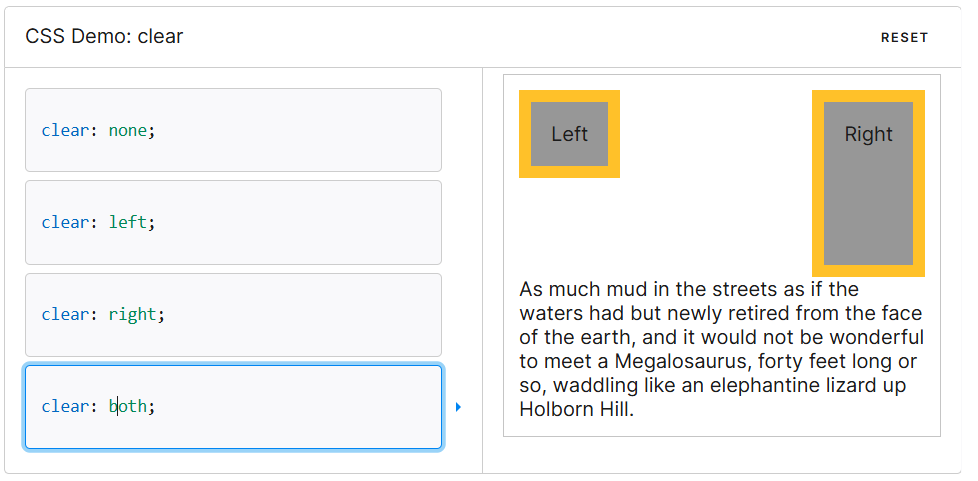 CSS Demo: clear
RESET
clear: none;
clear: left;
clear: right;
clear: both;
Left
Right
As much mud in the streets as if the
waters had but newly retired from the face
of the earth, and it would not be wonderful
to meet a Megalosaurus, forty feet long or
so, waddling like an elephantine lizard up
Holborn Hill.